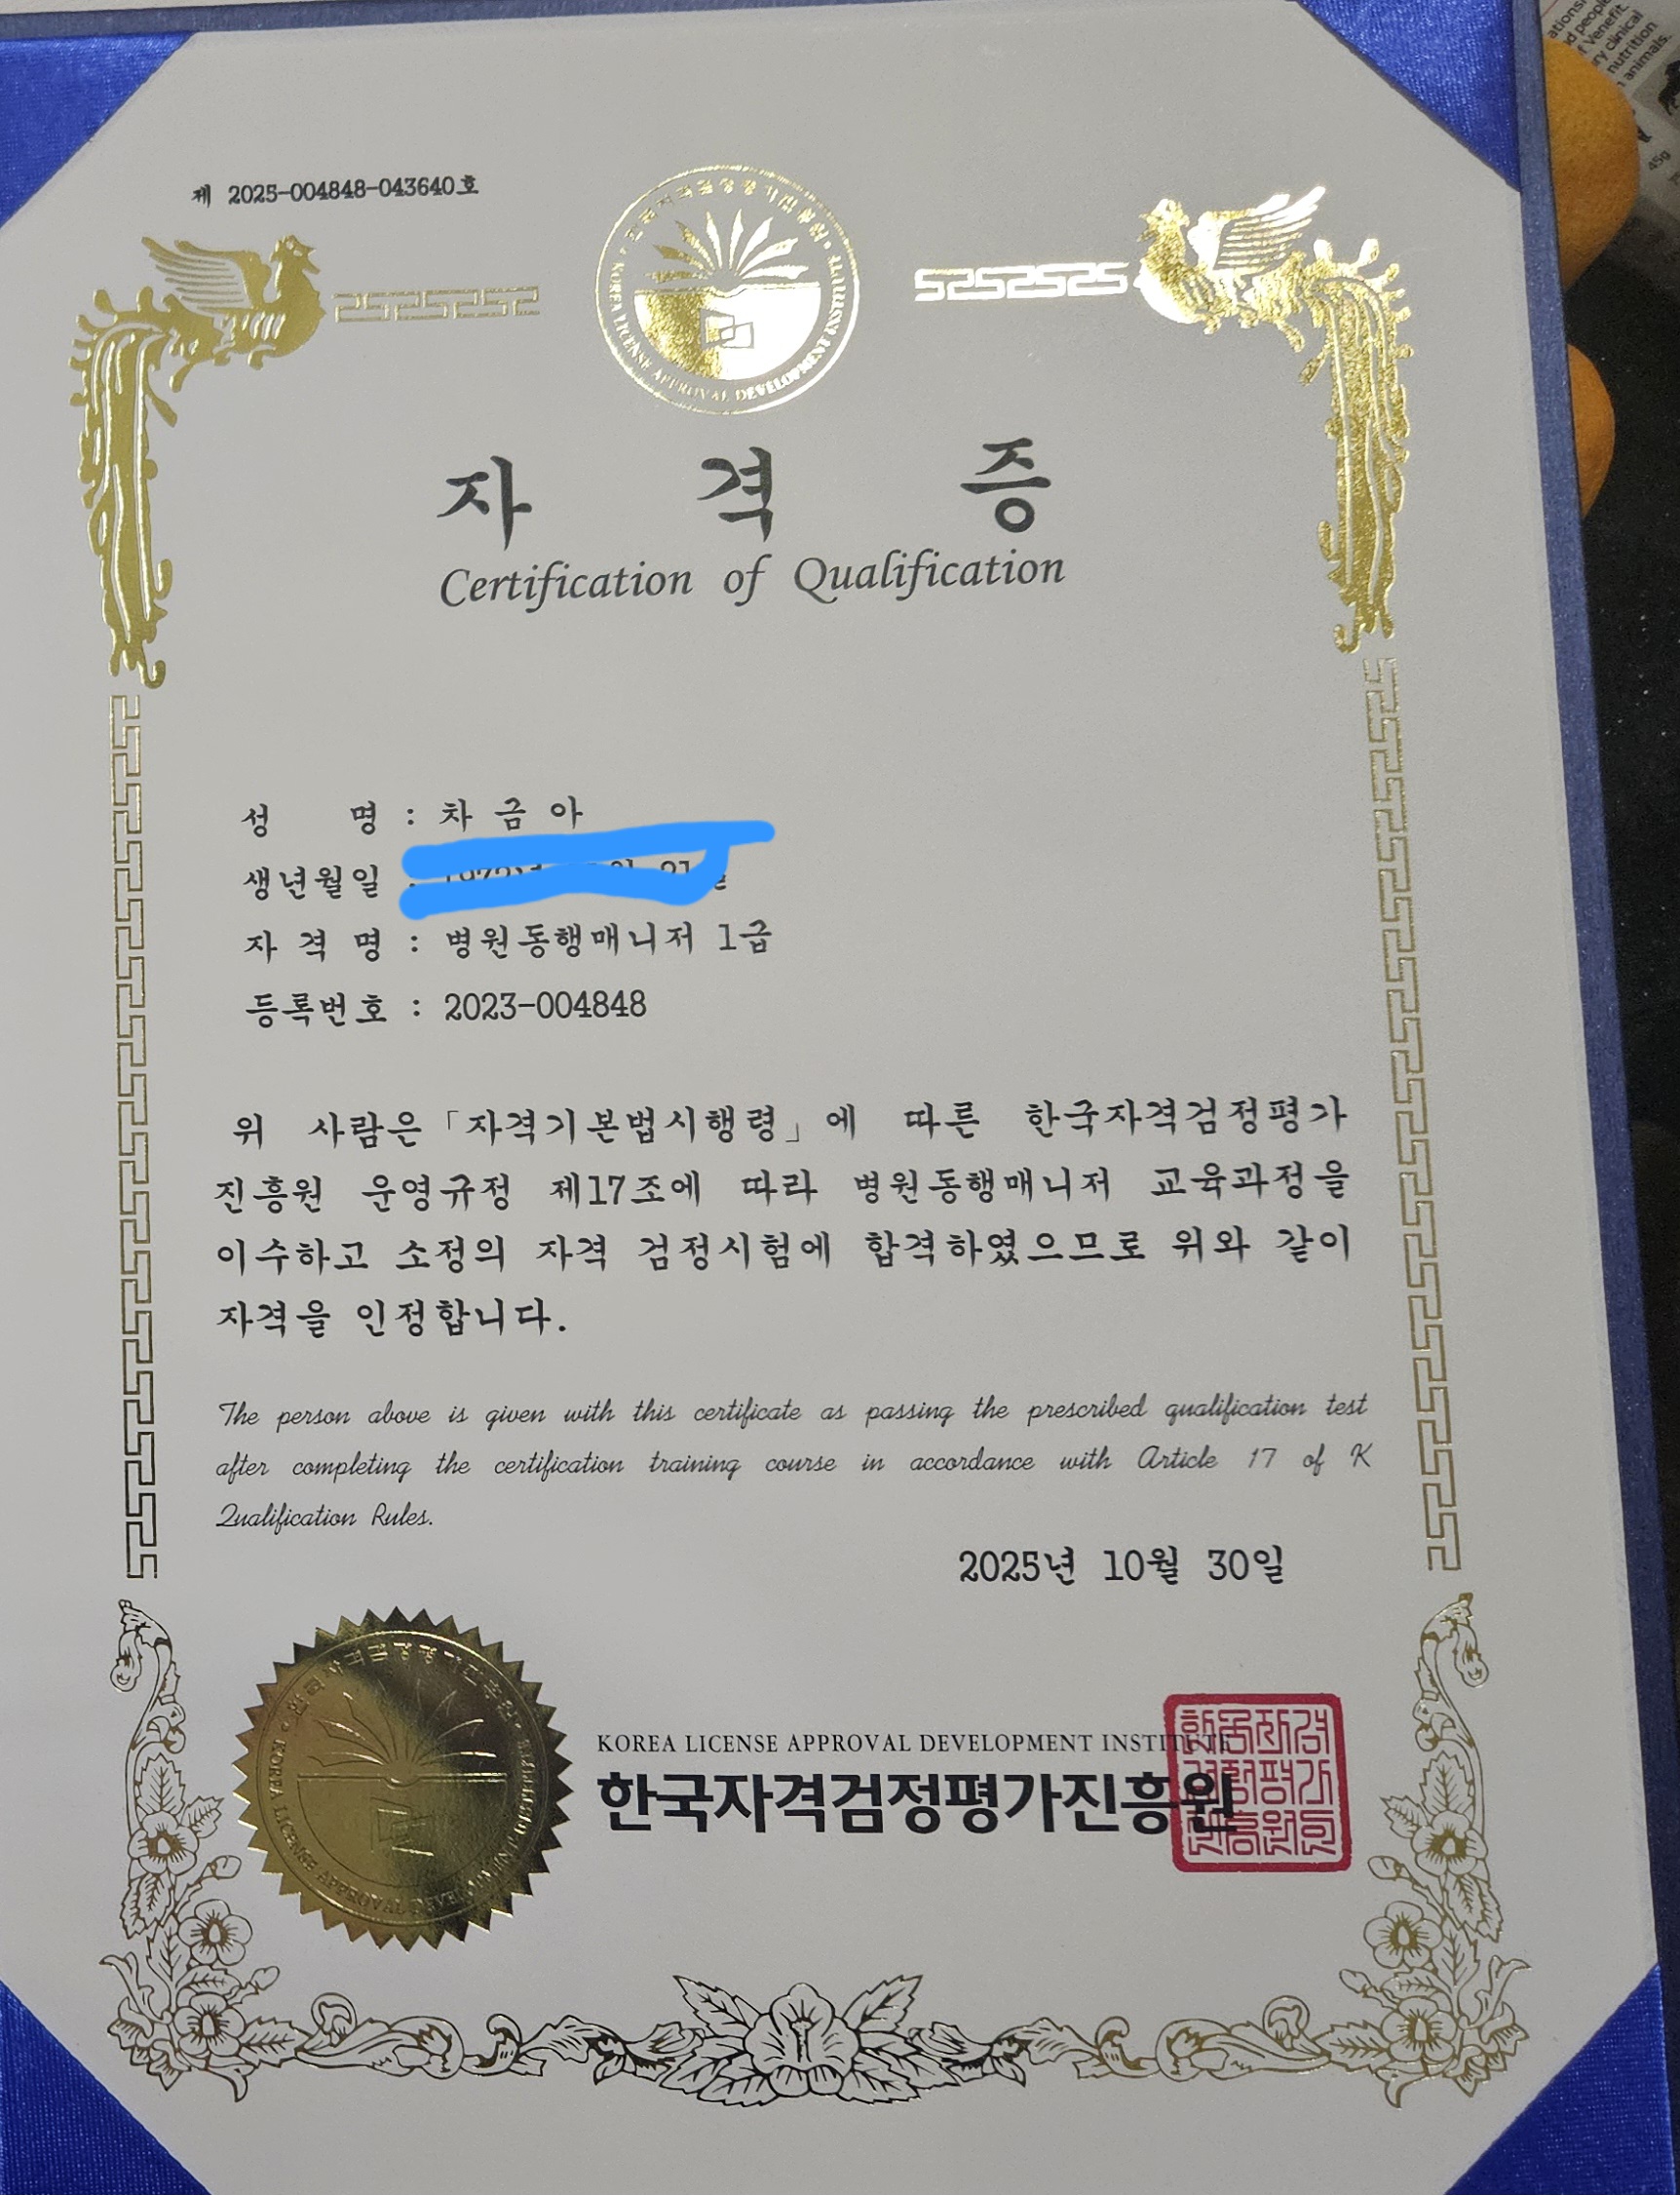 제 2025-004848-043640호
KOREA LICENSE APPROVAL DEVELOPMENT INSTITUTE
자 격 증
Certification of Qualification
성 명 : 차 금 아
생년월일 :
자 격 명 : 병원동행매니저 1급
등록번호 : 2023-004848
위 사람은 「자격기본법시행령」에 따른 한국자격검정평가
진흥원 운영규정 제17조에 따라 병원동행매니저 교육과정을
이수하고 소정의 자격 검정시험에 합격하였으므로 위와 같이
자격을 인정합니다.
The person above is given with this certificate as passing the prescribed qualification test
after completing the certification training course in accordance with Article 17 of K
Qualification Rules.
2025년 10월 30일
KOREA LICENSE APPROVAL DEVELOPMENT INSTITUTE
한국자격검정평가진흥원
nutrition
animals.
45g